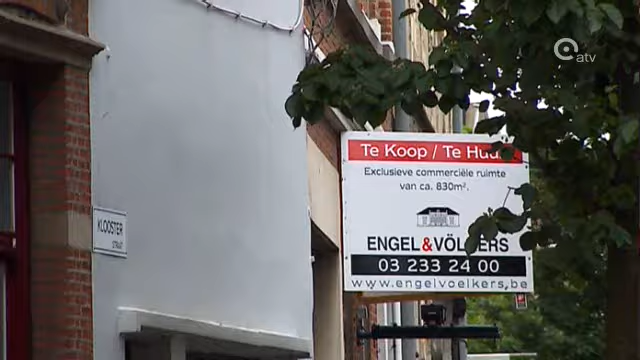 atv
KLOOSTER
STRAAT
Te Koop / Te Huur
Exclusieve commerciële ruimte
van ca. 830m².
ENGEL&VÖLKERS
03 233 24 00
www.engelvoelkers.be